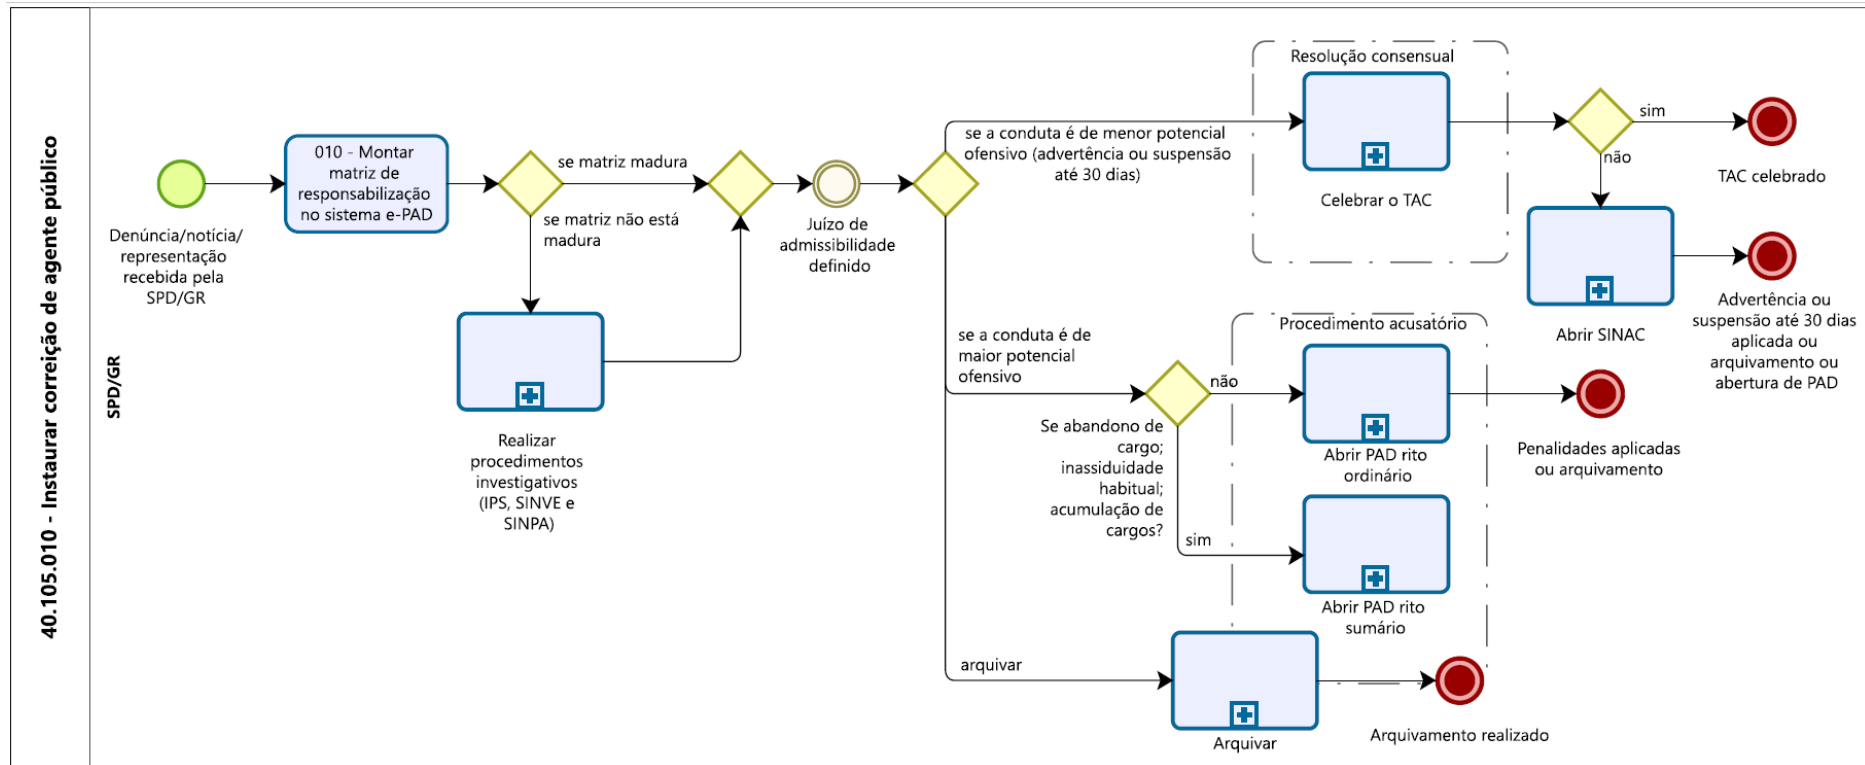 40.105.010 - Instaurar correição de agente público
SPD/GR
Denúncia/notícia/
representação
recebida pela
SPD/GR
010 - Montar
matriz de
responsabilização
no sistema e-PAD
se matriz madura
se matriz não está
madura
Realizar
procedimentos
investigativos
(IPS, SINVE e
SINPA)
Juízo de
admissibilidade
definido
se a conduta é de menor potencial
ofensivo (advertência ou suspensão
até 30 dias)
Resolução consensual
Celebrar o TAC
sim
TAC celebrado
não
Abrir SINAC
Advertência ou
suspensão até 30 dias
aplicada ou
arquivamento ou
abertura de PAD
se a conduta é de
maior potencial
ofensivo
Se abandono de
cargo;
inassiduidade
habitual;
acumulação de
cargos?
Procedimento acusatório
não
Abrir PAD rito
ordinário
Penalidades aplicadas
ou arquivamento
sim
Abrir PAD rito
sumário
arquivar
Arquivar
Arquivamento realizado